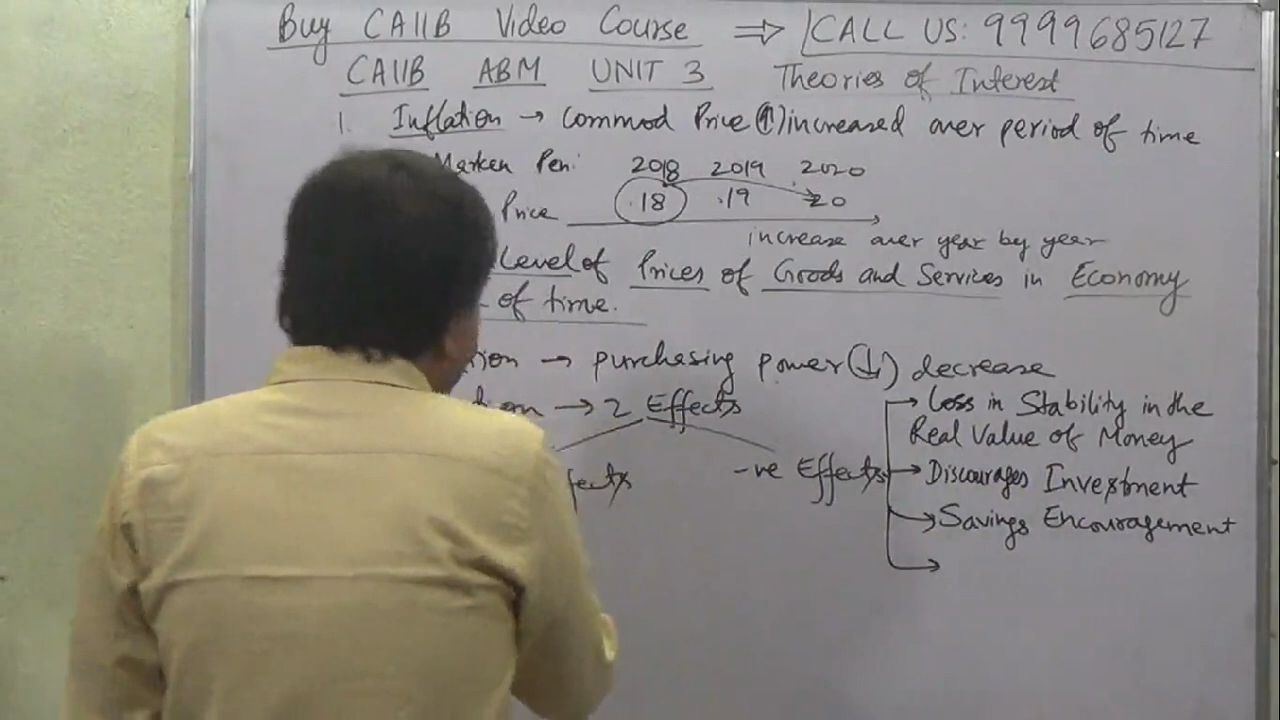 Buy CAIIB Video Course ⇒ CALL US: 9999685127
CAIIB ABM UNIT 3 Theories of Interest
1. Inflation → Commod Price (↑) increased over period of time
Marker Pen: 2018 2019 2020
Price 18 19 20
increase over year by year
Level of Prices of Goods and Services in Economy
of time.
→ purchasing power (↓) decrease
→ 2 Effects
-ve Effects
→ Loss in Stability in the
Real Value of Money
→ Discourages Investment
→ Savings Encouragement